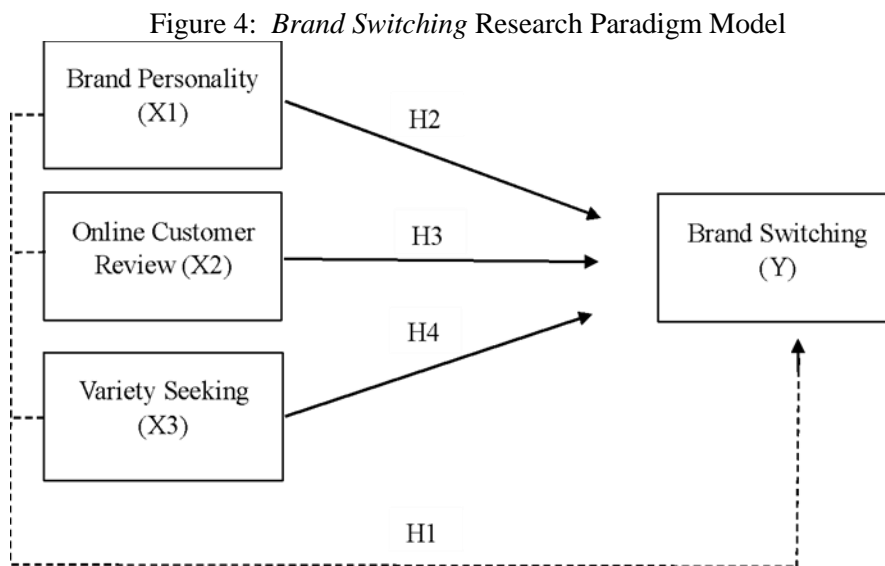 Figure 4: Brand Switching Research Paradigm Model
Brand Personality
(X1)
H2
Online Customer
Review (X2)
H3
Brand Switching
(Y)
H4
Variety Seeking
(X3)
H1